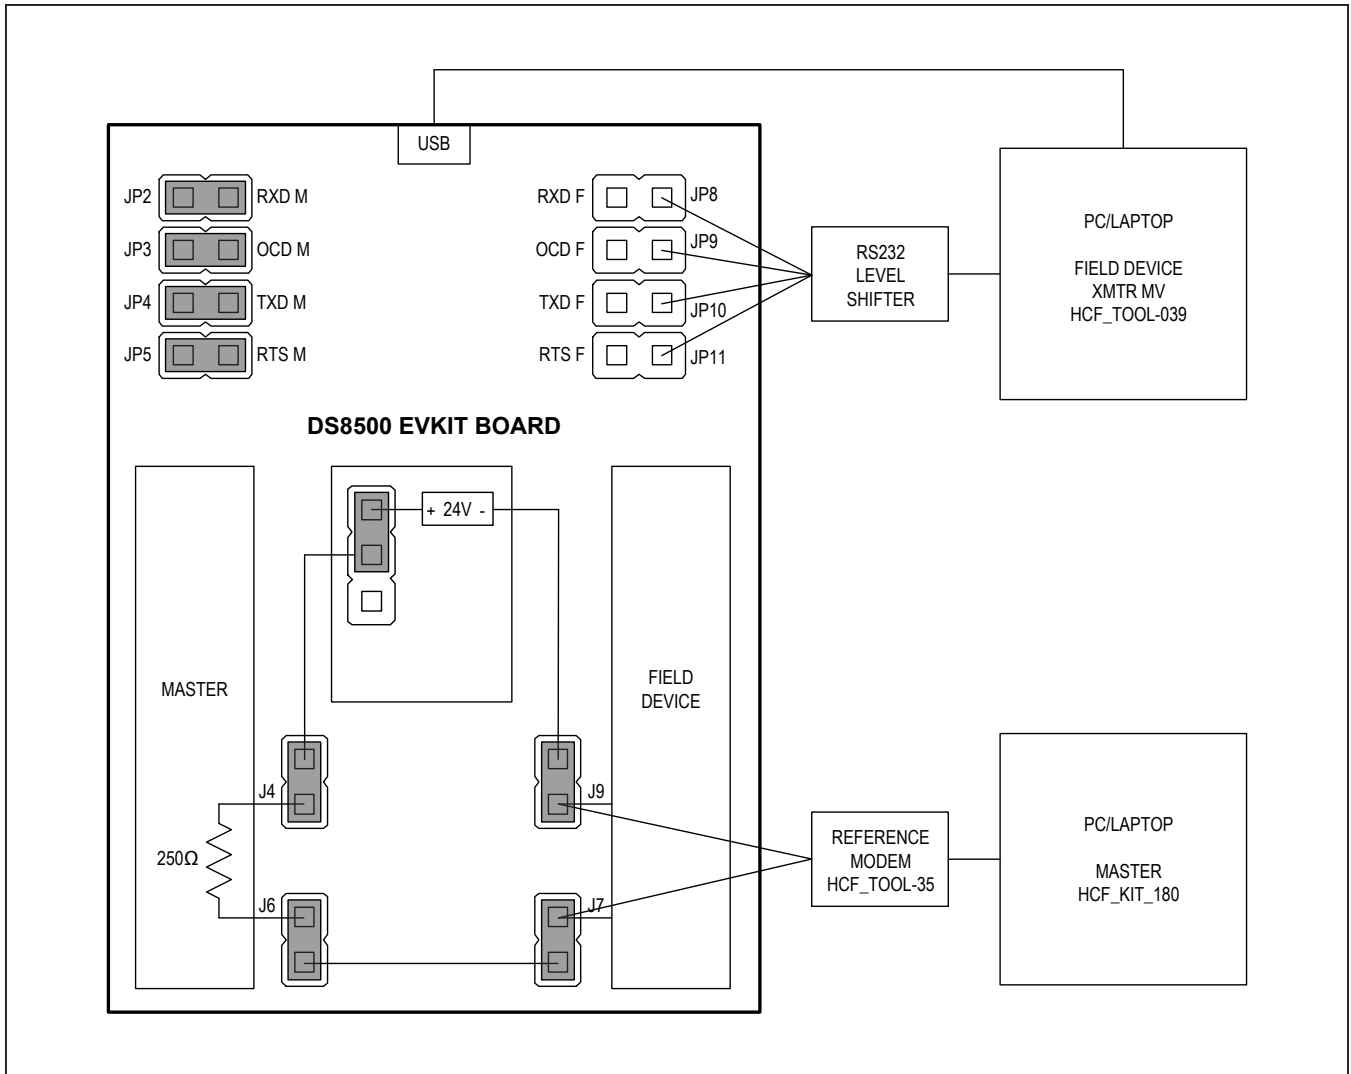 USB
JP2 RXD M
RXD F JP8
JP3 OCD M
OCD F JP9
JP4 TXD M
TXD F JP10
JP5 RTS M
RTS F JP11
RS232
LEVEL
SHIFTER
PC/LAPTOP
FIELD DEVICE
XMTR MV
HCF_TOOL-039
DS8500 EVKIT BOARD
+ 24V -
MASTER
FIELD
DEVICE
J4
J9
250Ω
J6
J7
REFERENCE
MODEM
HCF_TOOL-35
PC/LAPTOP
MASTER
HCF_KIT_180